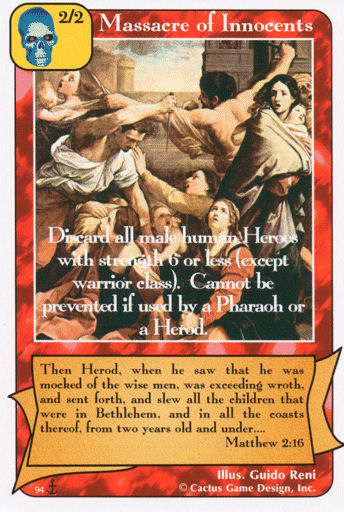 2/2 Massacre of Innocents
Discard all male human Heroes
with strength 6 or less (except
warrior class). Cannot be
prevented if used by a Pharaoh or
a Herod.
Then Herod, when he saw that he was
mocked of the wise men, was exceeding wroth,
and sent forth, and slew all the children that
were in Bethlehem, and in all the coasts
thereof, from two years old and under....
Matthew 2:16
Illus. Guido Reni
94 © Cactus Game Design, Inc.